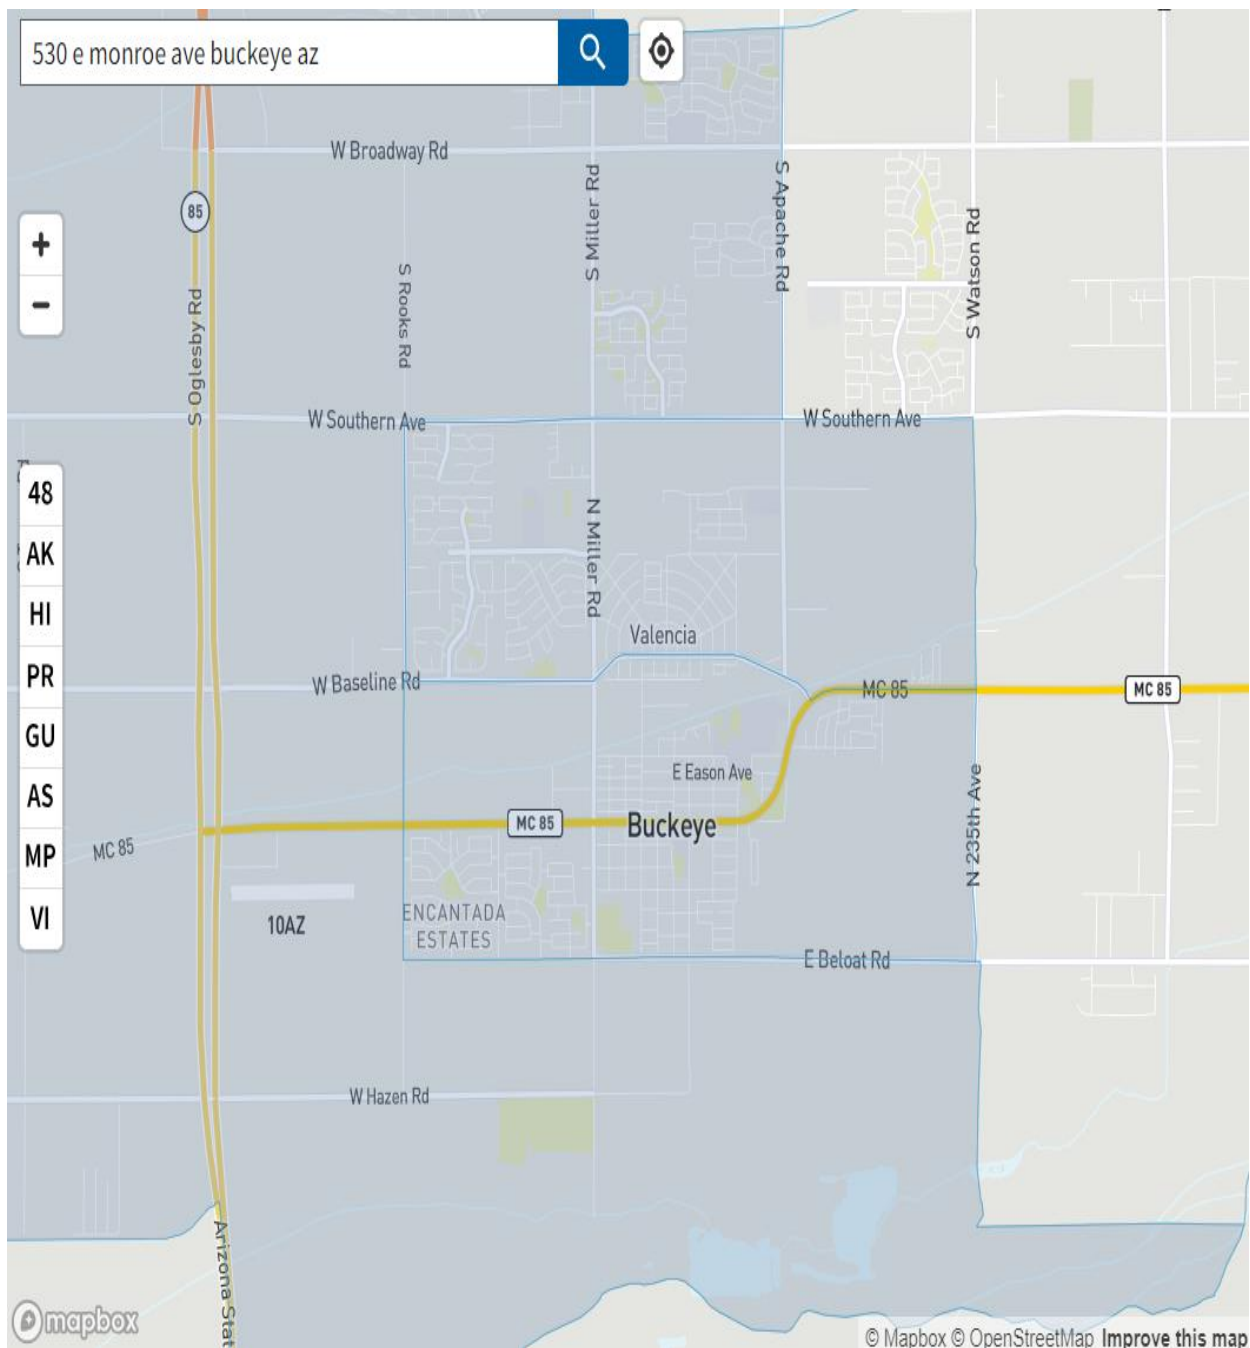 530 e monroe ave buckeye az
W Broadway Rd
85
S Miller Rd
S Apache Rd
S Watson Rd
+
−
S Rooks Rd
S Oglesby Rd
W Southern Ave
W Southern Ave
48
AK
HI
PR
GU
AS
MP
VI
N Miller Rd
Valencia
W Baseline Rd
MC 85
MC 85
E Eason Ave
MC 85
Buckeye
MC 85
N 235th Ave
10AZ
ENCANTADA
ESTATES
E Beloat Rd
W Hazen Rd
Arizona Stat
mapbox
© Mapbox © OpenStreetMap Improve this map